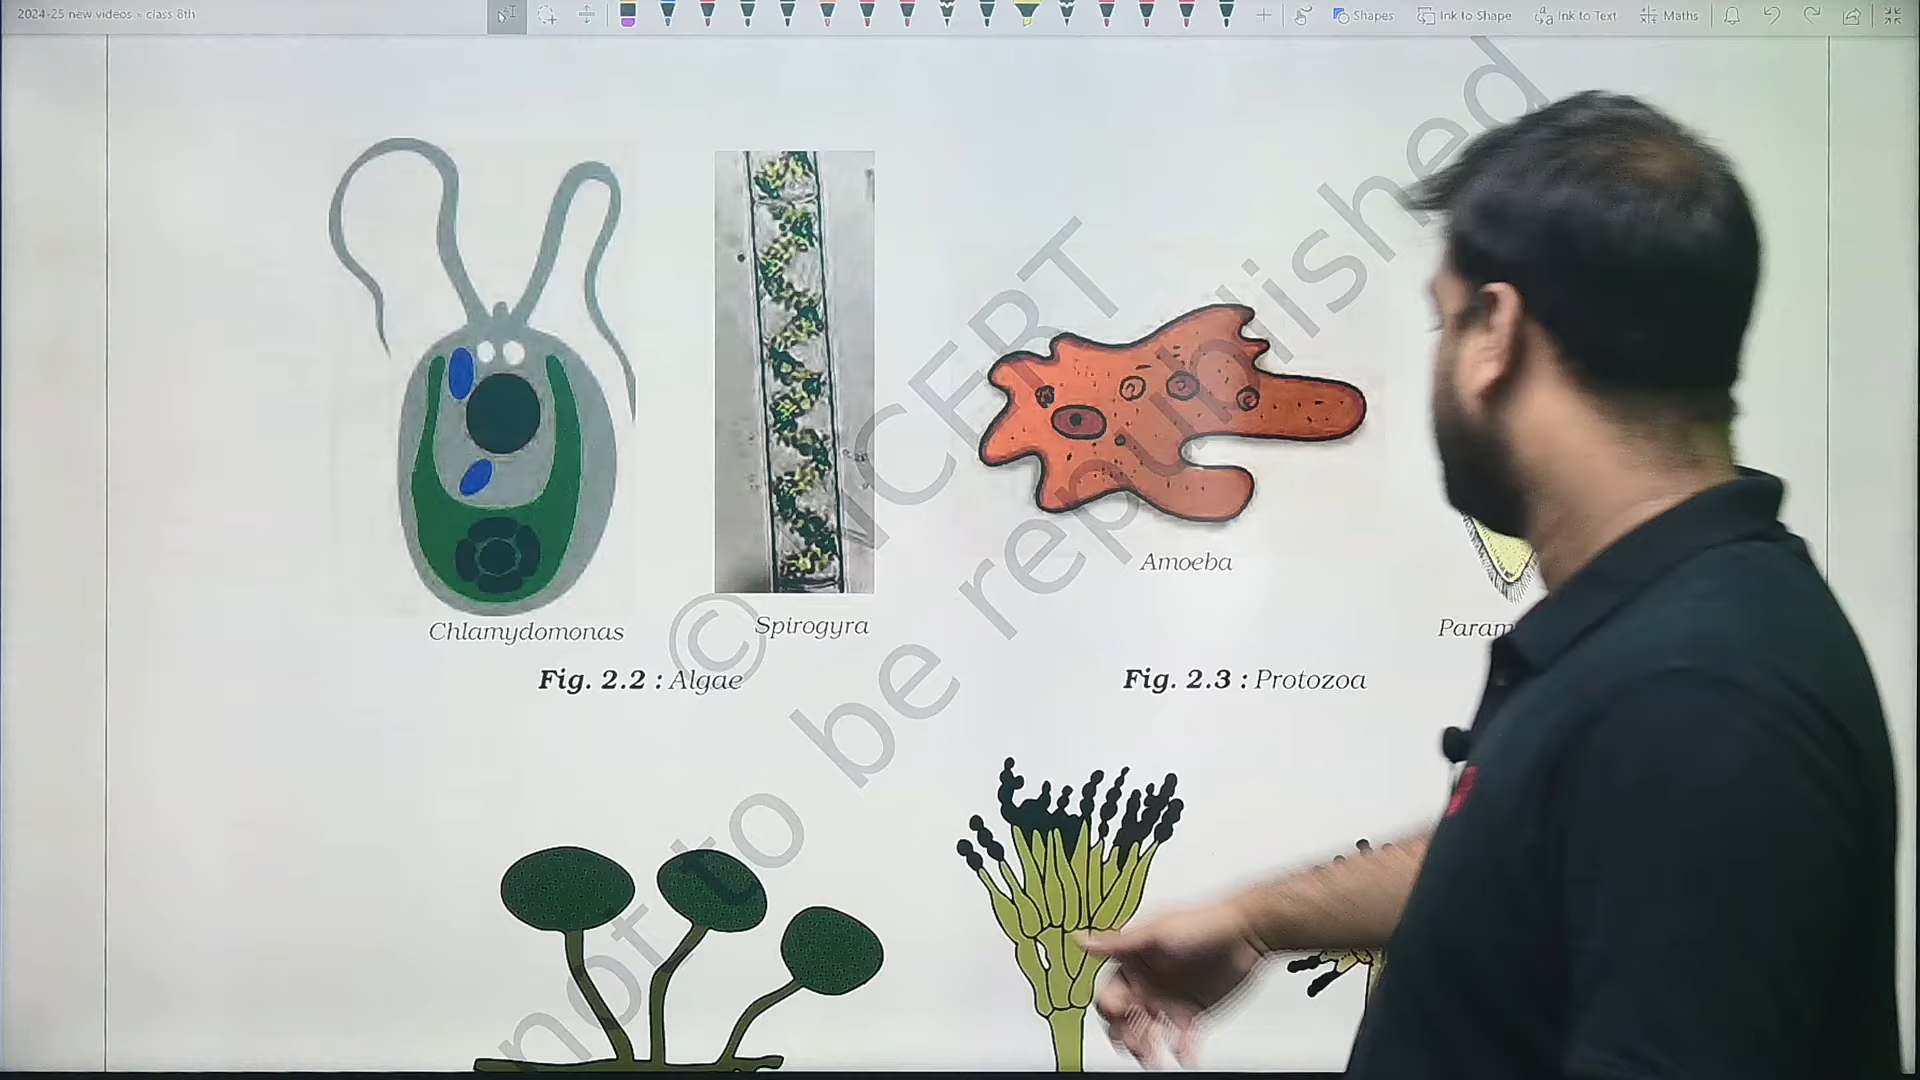 2024-25 new videos » class 8th
Shapes
Ink to Shape
Ink to Text
Maths
Chlamydomonas
Spirogyra
Amoeba
Param
Fig. 2.2 : Algae
Fig. 2.3 : Protozoa
© NCERT
not to be republished